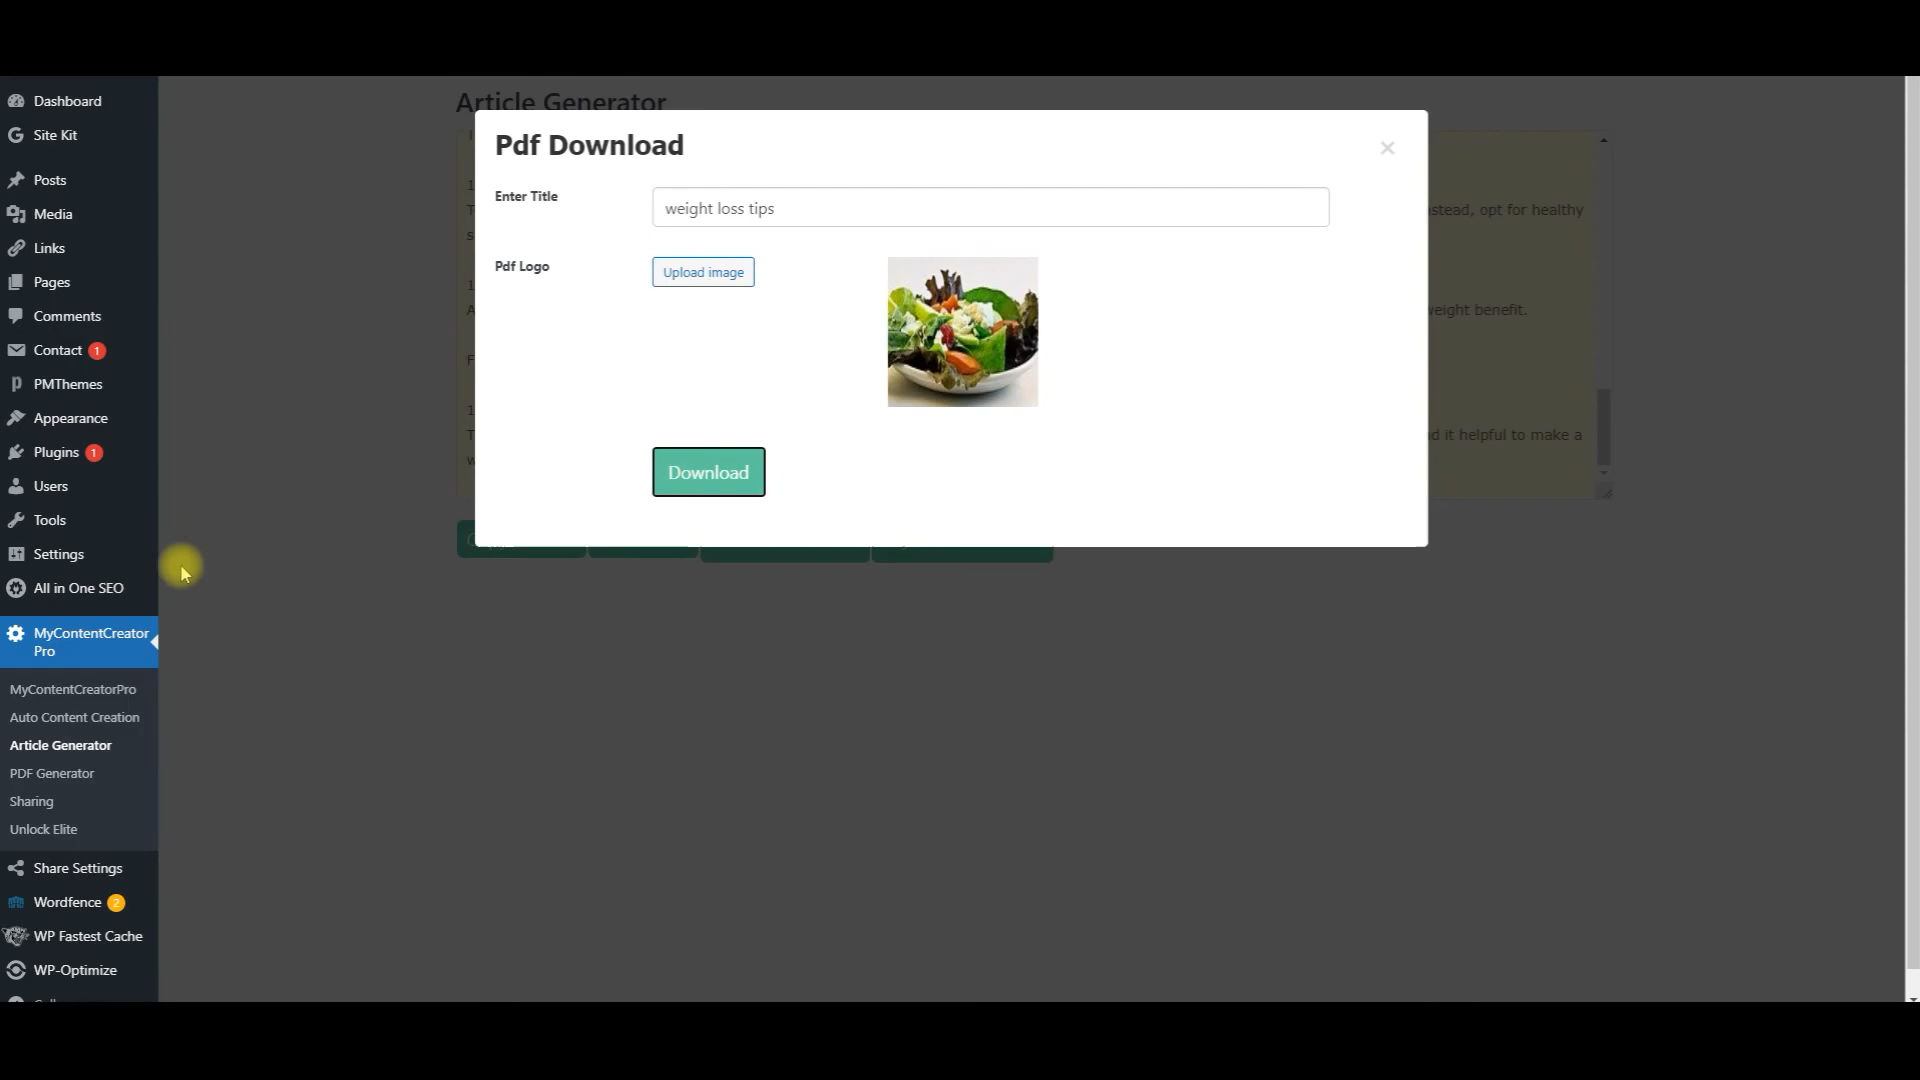 Dashboard
Site Kit
Posts
Media
Links
Pages
Comments
Contact 1
PMThemes
Appearance
Plugins 1
Users
Tools
Settings
All in One SEO
MyContentCreator
Pro
MyContentCreatorPro
Auto Content Creation
Article Generator
PDF Generator
Sharing
Unlock Elite
Share Settings
Wordfence 2
WP Fastest Cache
WP-Optimize
Article Generator
Pdf Download
×
Enter Title
weight loss tips
Pdf Logo
Upload image
Download
nstead, opt for healthy
weight benefit.
it helpful to make a